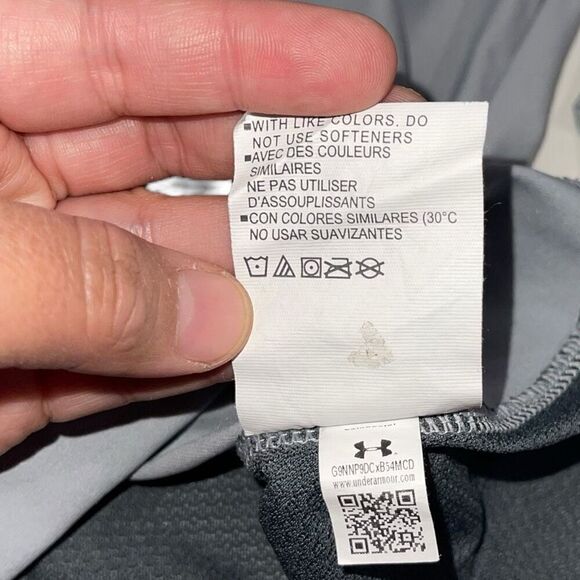 ■WITH LIKE COLORS. DO
NOT USE SOFTENERS
■AVEC DES COULEURS
SIMILAIRES
NE PAS UTILISER
D'ASSOUPLISSANTS
■CON COLORES SIMILARES (30°C
NO USAR SUAVIZANTES
G9NNP9DCxB54MCD
www.underarmour.com